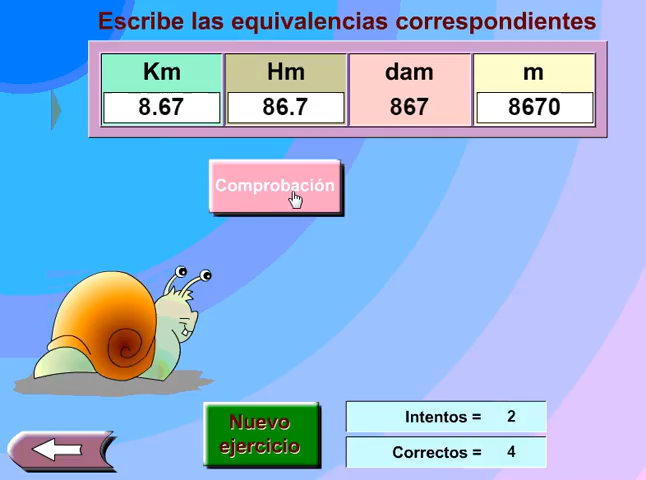 Escribe las equivalencias correspondientes
Km Hm dam m
8.67 86.7 867 8670
Comprobación
Nuevo
ejercicio
Intentos = 2
Correctos = 4